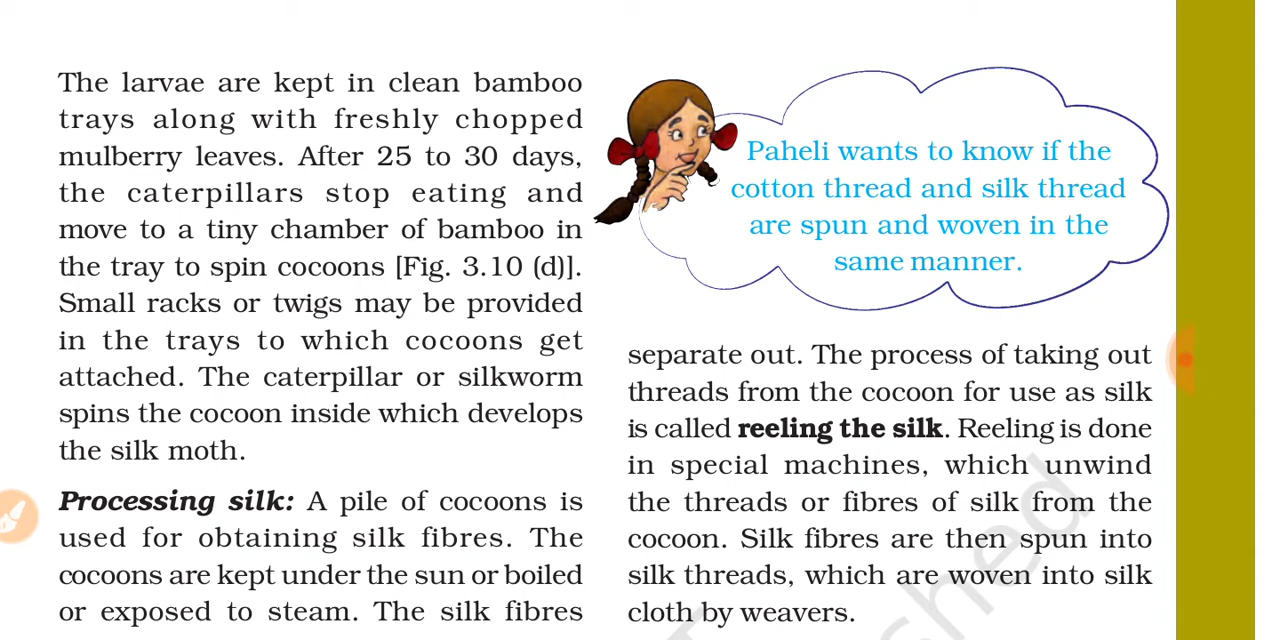 The larvae are kept in clean bamboo
trays along with freshly chopped
mulberry leaves. After 25 to 30 days,
the caterpillars stop eating and
move to a tiny chamber of bamboo in
the tray to spin cocoons [Fig. 3.10 (d)].
Small racks or twigs may be provided
in the trays to which cocoons get
attached. The caterpillar or silkworm
spins the cocoon inside which develops
the silk moth.
Processing silk: A pile of cocoons is
used for obtaining silk fibres. The
cocoons are kept under the sun or boiled
or exposed to steam. The silk fibres
Paheli wants to know if the
cotton thread and silk thread
are spun and woven in the
same manner.
separate out. The process of taking out
threads from the cocoon for use as silk
is called reeling the silk. Reeling is done
in special machines, which unwind
the threads or fibres of silk from the
cocoon. Silk fibres are then spun into
silk threads, which are woven into silk
cloth by weavers.